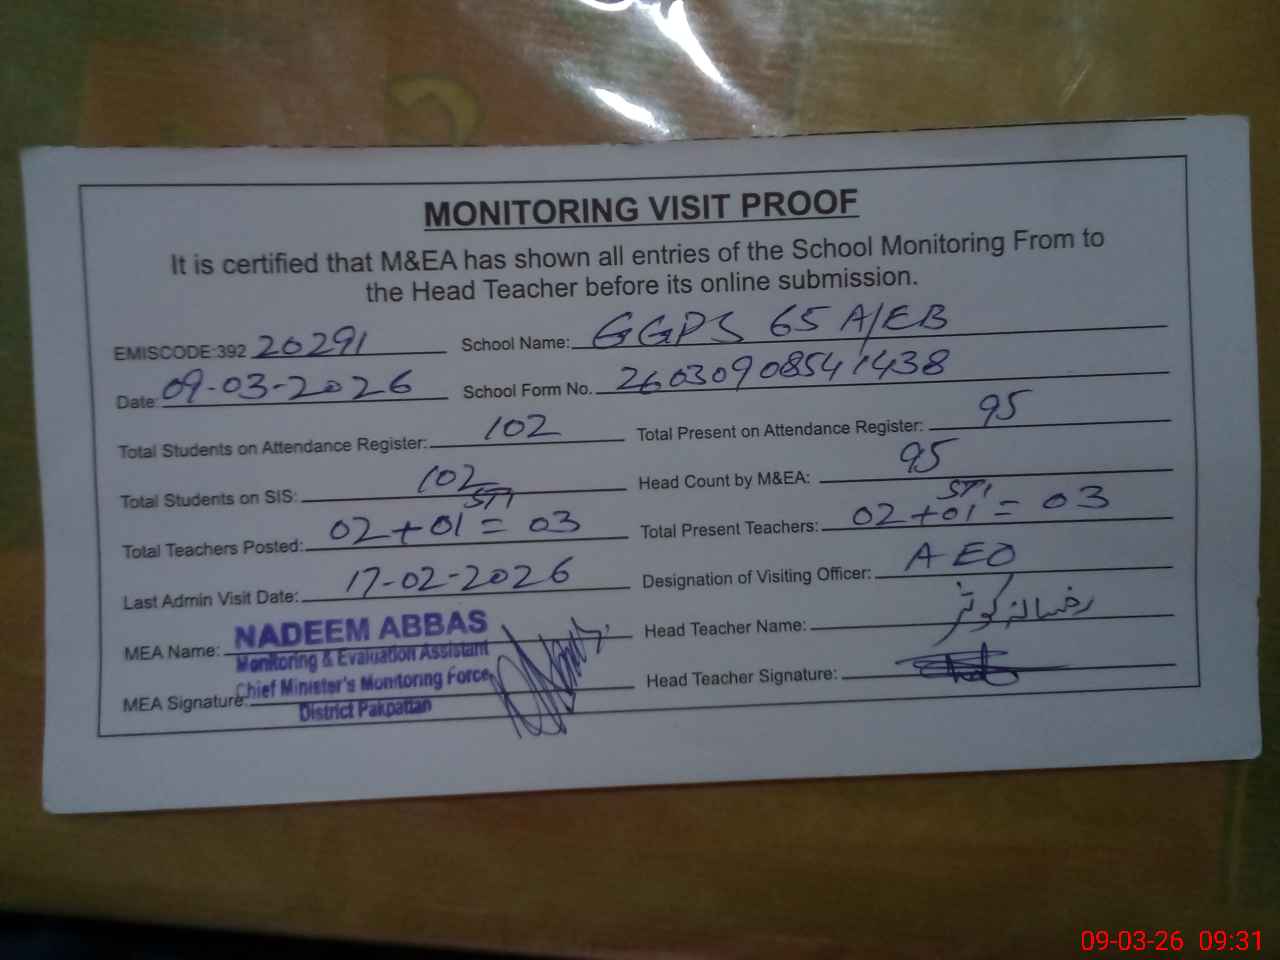 MONITORING VISIT PROOF
It is certified that M&EA has shown all entries of the School Monitoring From to
the Head Teacher before its online submission.
EMISCODE:392 20291 School Name: GGPS 65 A/EB
Date: 09-03-2026 School Form No. 26030908541438
Total Students on Attendance Register: 102 Total Present on Attendance Register: 95
Total Students on SIS: 102 Head Count by M&EA: 95
Total Teachers Posted: 02+01 STI = 03 Total Present Teachers: 02+01 STI = 03
Last Admin Visit Date: 17-02-2026 Designation of Visiting Officer: AEO
MEA Name: NADEEM ABBAS Head Teacher Name: رخسانہ کوثر
Monitoring & Evaluation Assistant
MEA Signature: Chief Minister's Monitoring Force Head Teacher Signature:
District Pakpattan
09-03-26 09:31